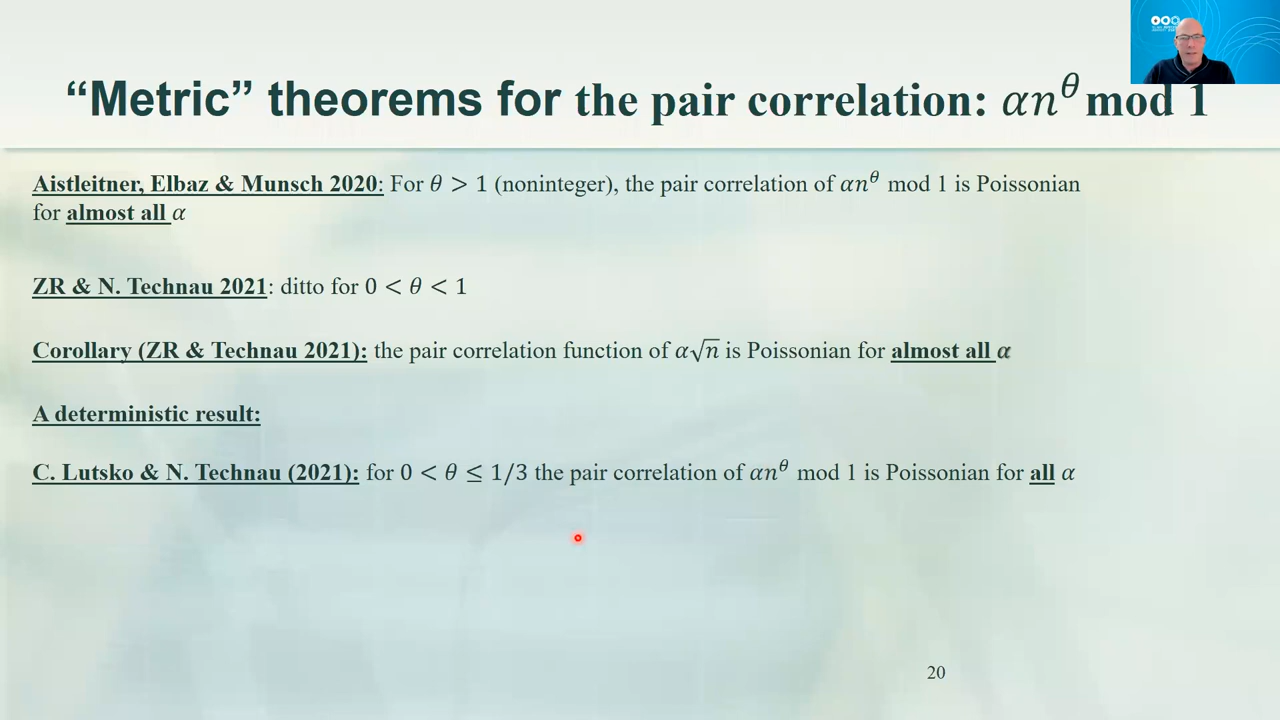 “Metric” theorems for the pair correlation: αn^θ mod 1
Aistleitner, Elbaz & Munsch 2020: For θ > 1 (noninteger), the pair correlation of αn^θ mod 1 is Poissonian
for almost all α
ZR & N. Technau 2021: ditto for 0 < θ < 1
Corollary (ZR & Technau 2021): the pair correlation function of α√n is Poissonian for almost all α
A deterministic result:
C. Lutsko & N. Technau (2021): for 0 < θ ≤ 1/3 the pair correlation of αn^θ mod 1 is Poissonian for all α
20